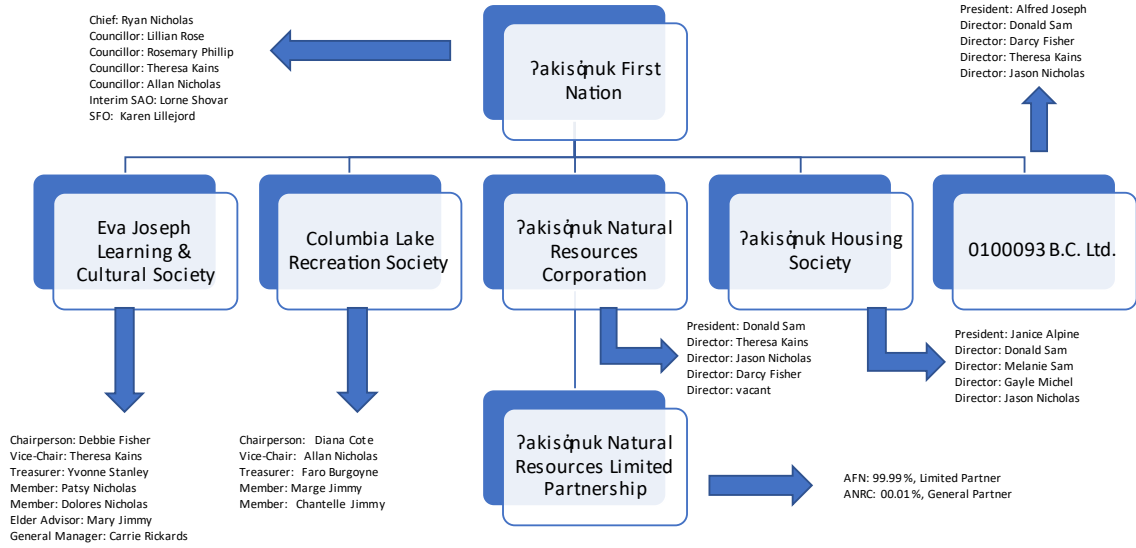 Chief: Ryan Nicholas
Councillor: Lillian Rose
Councillor: Rosemary Phillip
Councillor: Theresa Kains
Councillor: Allan Nicholas
Interim SAO: Lorne Shovar
SFO: Karen Lillejord
ʔakisq̓nuk First
Nation
President: Alfred Joseph
Director: Donald Sam
Director: Darcy Fisher
Director: Theresa Kains
Director: Jason Nicholas
Eva Joseph
Learning &
Cultural Society
Columbia Lake
Recreation Society
ʔakisq̓nuk Natural
Resources
Corporation
ʔakisq̓nuk Housing
Society
0100093 B.C. Ltd.
President: Donald Sam
Director: Theresa Kains
Director: Jason Nicholas
Director: Darcy Fisher
Director: vacant
President: Janice Alpine
Director: Donald Sam
Director: Melanie Sam
Director: Gayle Michel
Director: Jason Nicholas
Chairperson: Debbie Fisher
Vice-Chair: Theresa Kains
Treasurer: Yvonne Stanley
Member: Patsy Nicholas
Member: Dolores Nicholas
Elder Advisor: Mary Jimmy
General Manager: Carrie Rickards
Chairperson: Diana Cote
Vice-Chair: Allan Nicholas
Treasurer: Faro Burgoyne
Member: Marge Jimmy
Member: Chantelle Jimmy
ʔakisq̓nuk Natural
Resources Limited
Partnership
AFN: 99.99%, Limited Partner
ANRC: 00.01%, General Partner